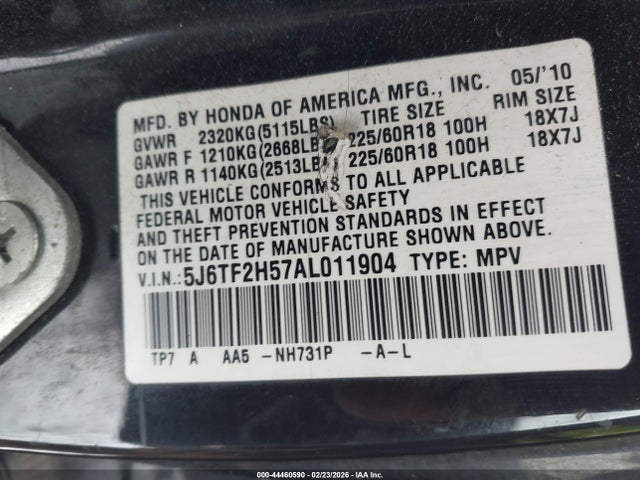 MFD. BY HONDA OF AMERICA MFG., INC. 05/'10
GVWR 2320KG(5115LBS) TIRE SIZE RIM SIZE
GAWR F 1210KG(2668LB 225/60R18 100H 18X7J
GAWR R 1140KG(2513LB 225/60R18 100H 18X7J
THIS VEHICLE CONFORMS TO ALL APPLICABLE
FEDERAL MOTOR VEHICLE SAFETY
AND THEFT PREVENTION STANDARDS IN EFFECT
ON THE DATE OF MANUFACTURE SHOWN ABOVE.
V.I.N.: 5J6TF2H57AL011904 TYPE: MPV
TP7 A AA5 -NH731P -A-L
000-44460590 - 02/23/2026 - IAA Inc.